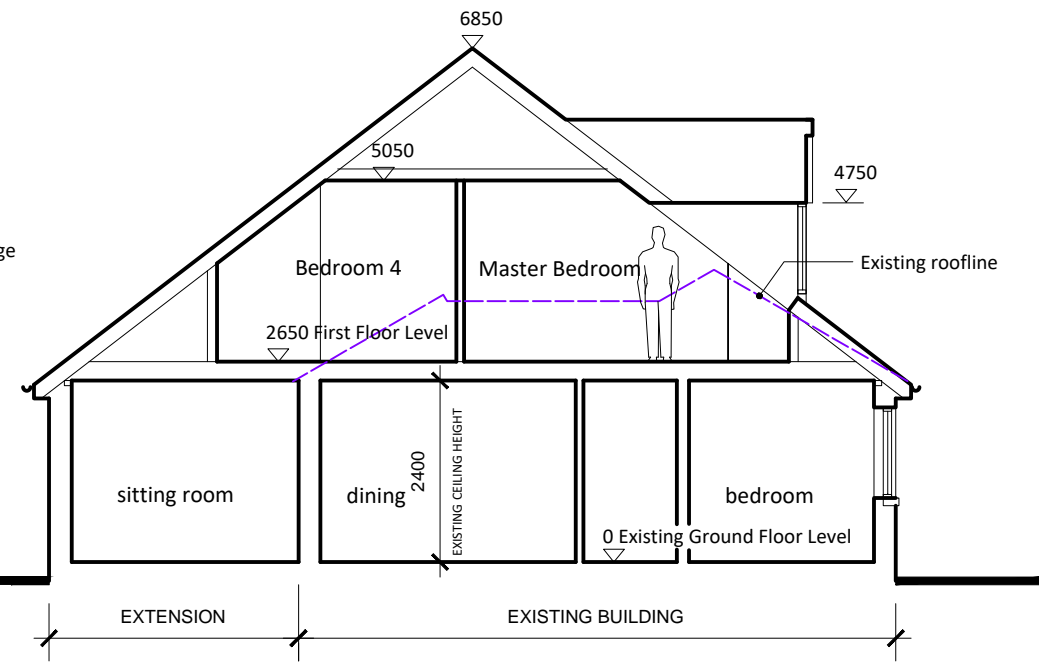 6850
5050
4750
ge
Bedroom 4
Master Bedroom
Existing roofline
2650 First Floor Level
sitting room
dining
2400
EXISTING CEILING HEIGHT
bedroom
0 Existing Ground Floor Level
EXTENSION
EXISTING BUILDING